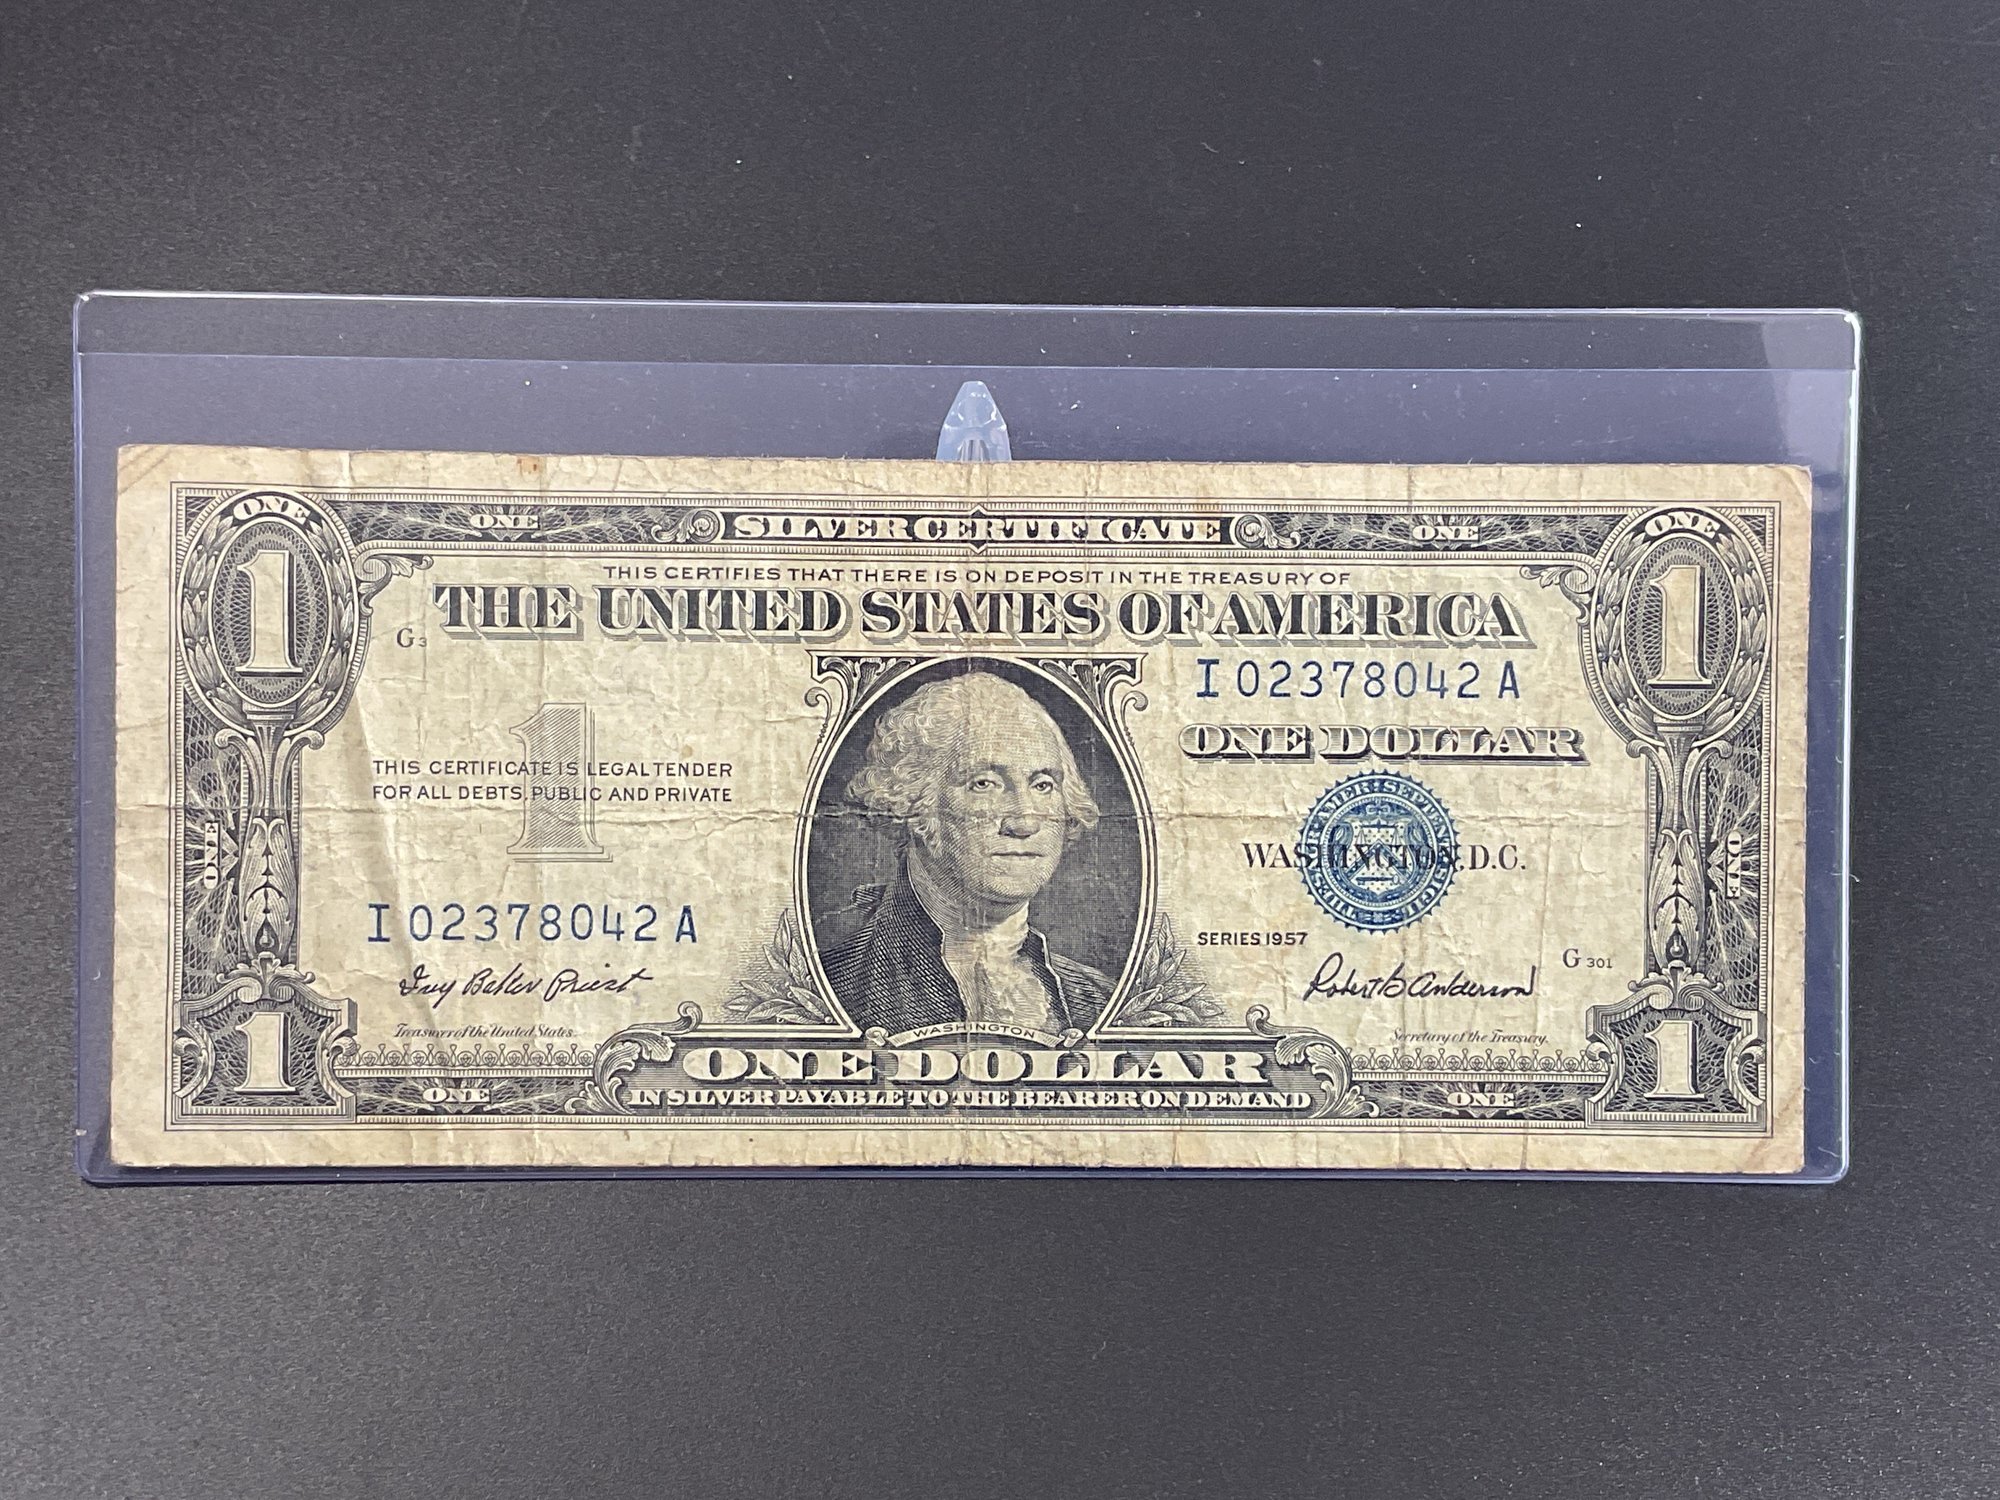 ONE
ONE
SILVER CERTIFICATE
ONE
ONE
1
THIS CERTIFIES THAT THERE IS ON DEPOSIT IN THE TREASURY OF
1
THE UNITED STATES OF AMERICA
G3
I 02378042 A
ONE DOLLAR
1
THIS CERTIFICATE IS LEGAL TENDER
FOR ALL DEBTS, PUBLIC AND PRIVATE
WASHINGTON, D.C.
ONE
ONE
I 02378042 A
SERIES 1957
G 301
Ivy Baker Priest
Robert B Anderson
Treasurer of the United States.
WASHINGTON
Secretary of the Treasury.
1
ONE DOLLAR
1
ONE
IN SILVER PAYABLE TO THE BEARER ON DEMAND
ONE